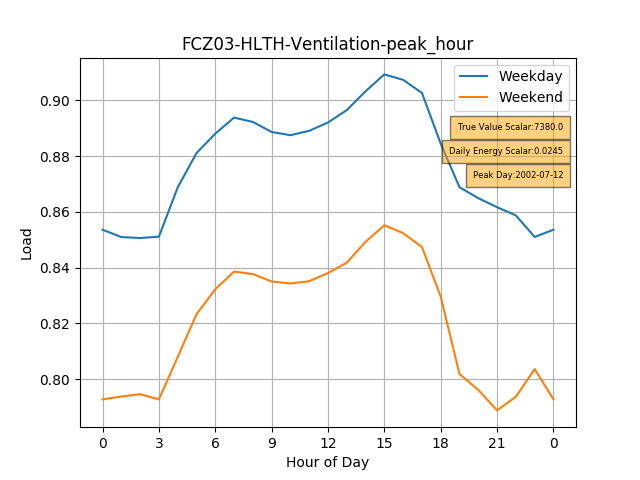 FCZ03-HLTH-Ventilation-peak_hour
Weekday
Weekend
True Value Scalar:7380.0
Daily Energy Scalar:0.0245
Peak Day:2002-07-12
Load
0.90
0.88
0.86
0.84
0.82
0.80
0 3 6 9 12 15 18 21 0
Hour of Day